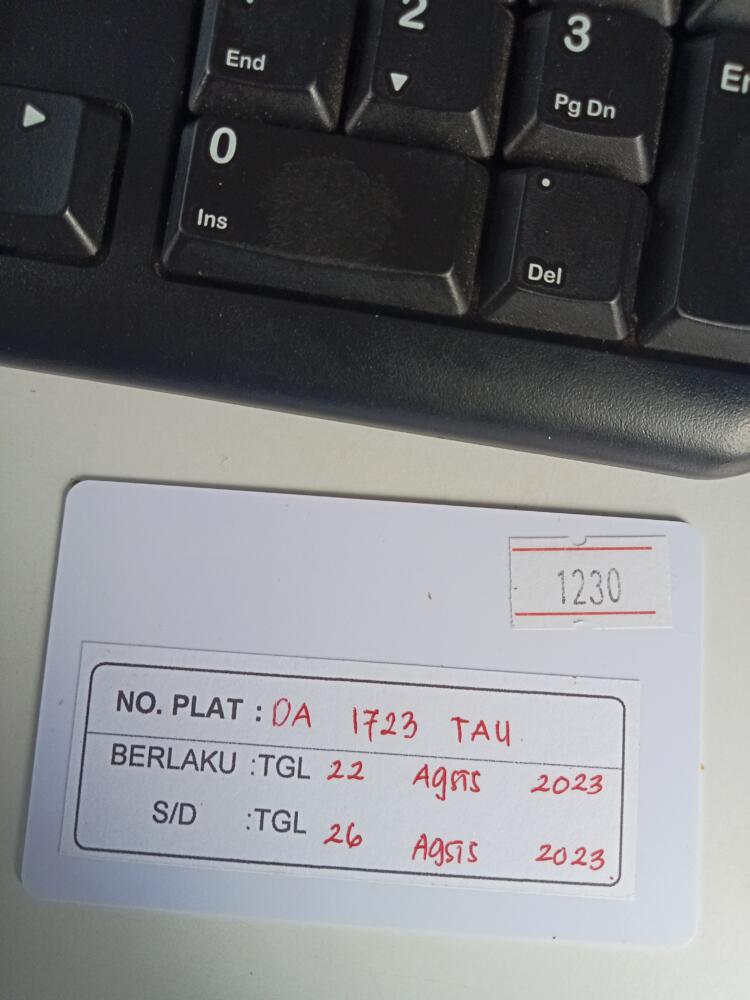 2
3
End
▼
Pg Dn
▶
0
Ins
.
Del
1230
NO. PLAT : DA 1723 TAU
BERLAKU :TGL 22 Agsts 2023
S/D :TGL 26 Agsts 2023